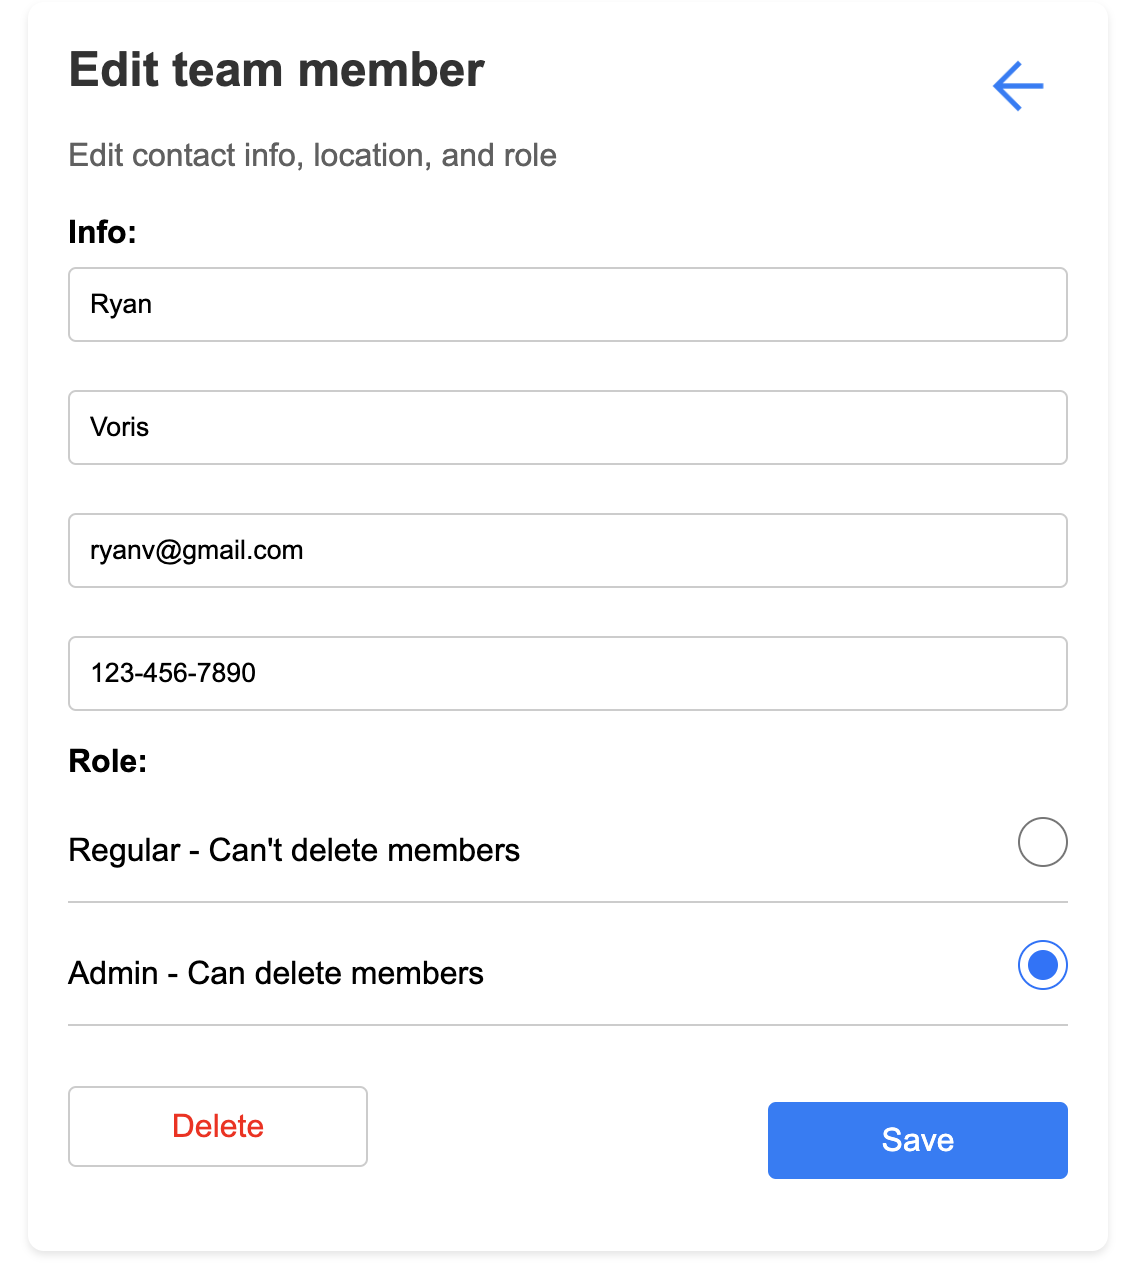 Edit team member
Edit contact info, location, and role
Info:
Ryan
Voris
ryanv@gmail.com
123-456-7890
Role:
Regular - Can't delete members
Admin - Can delete members
Delete
Save